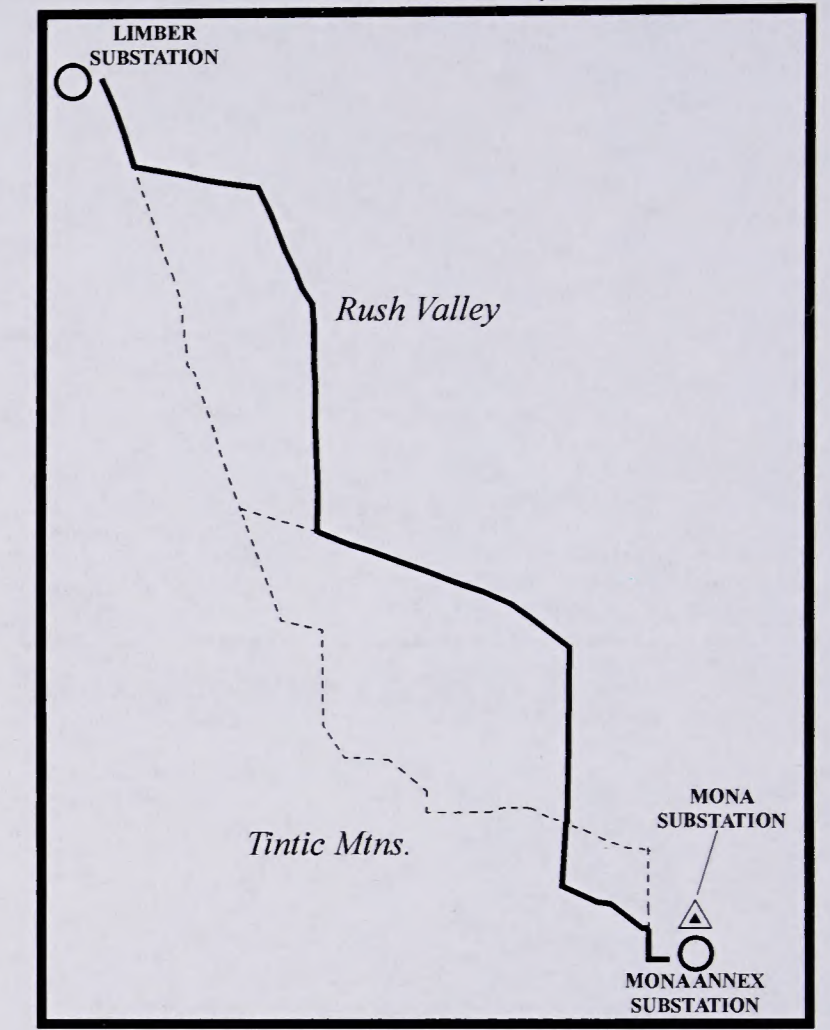 LIMBER
SUBSTATION
Rush Valley
MONA
SUBSTATION
Tintic Mtns.
MONA ANNEX
SUBSTATION